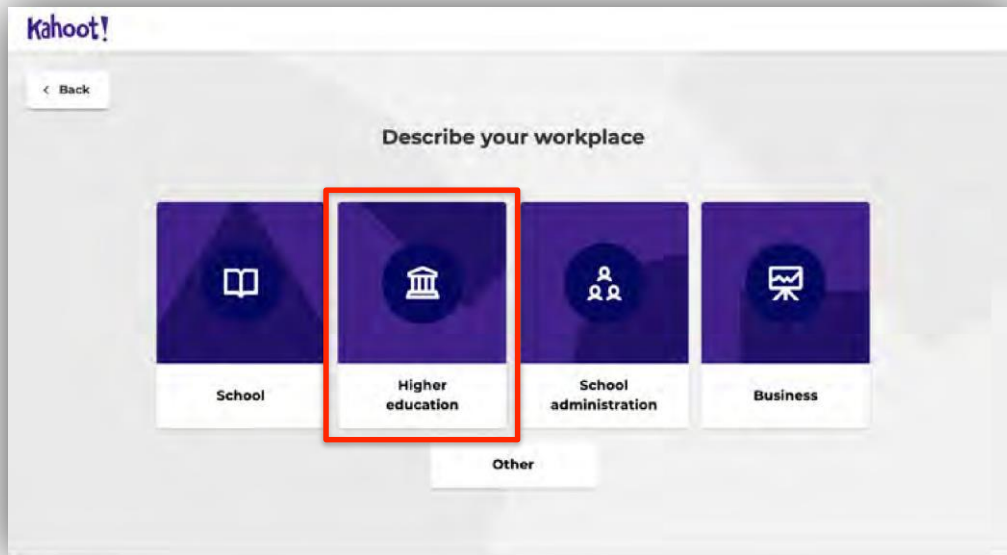 Kahoot!
< Back
Describe your workplace
School
Higher
education
School
administration
Business
Other